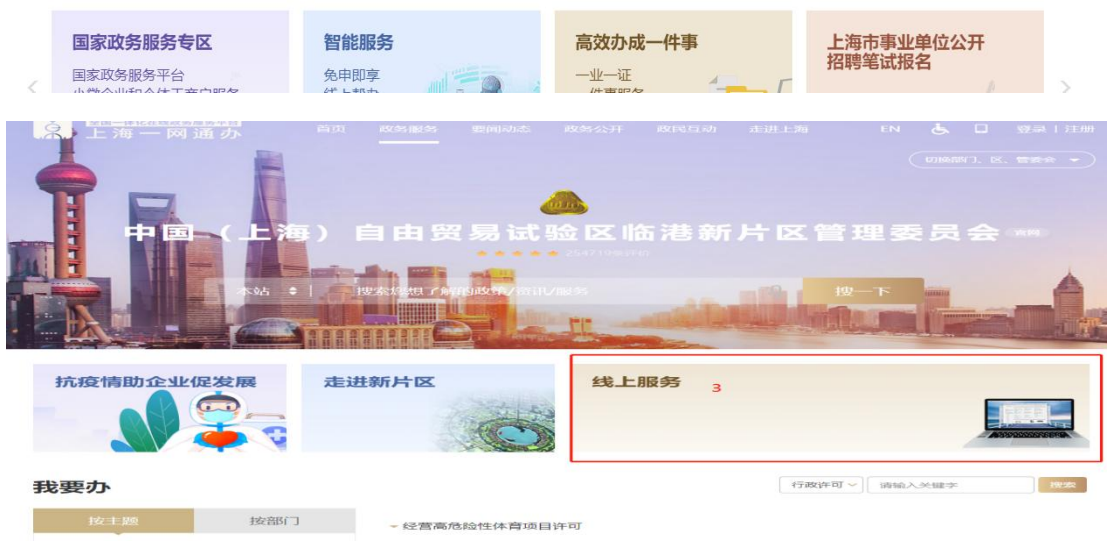 国家政务服务专区
国家政务服务平台
智能服务
免申即享
高效办成一件事
一业一证
上海市事业单位公开
招聘笔试报名
上海一网通办
首页 政务服务 要闻动态 政务公开 政民互动 走进上海 EN 登录 | 注册
切换部门、区、管委会
中国（上海）自由贸易试验区临港新片区管理委员会 官网
本站 搜索您想了解的政策/资讯/服务 搜一下
抗疫情助企业促发展
走进新片区
线上服务 3
我要办
行政许可 请输入关键字 搜索
按主题 按部门
经营高危险性体育项目许可